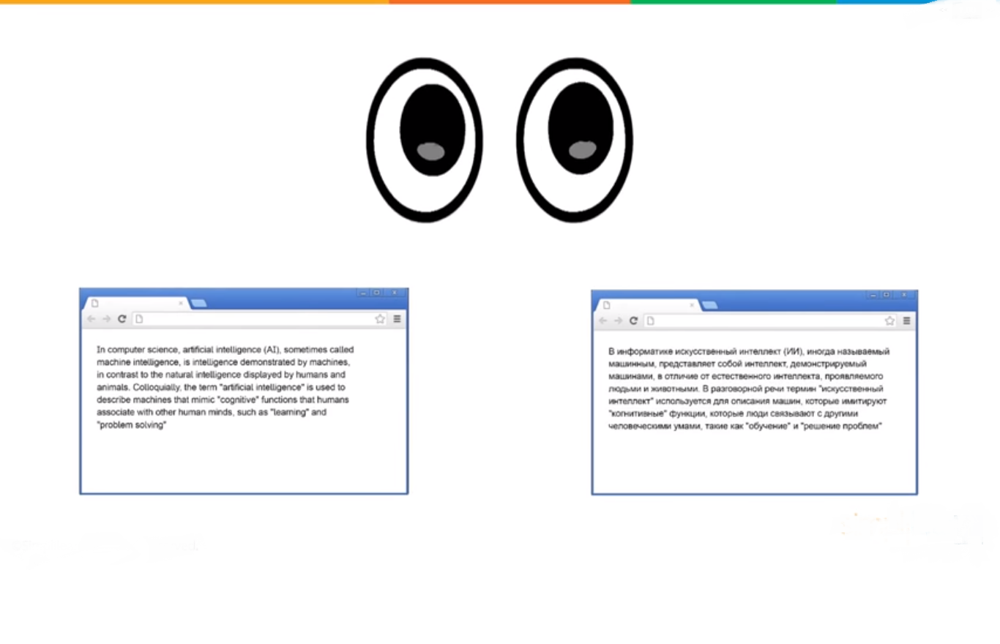 In computer science, artificial intelligence (AI), sometimes called
machine intelligence, is intelligence demonstrated by machines,
in contrast to the natural intelligence displayed by humans and
animals. Colloquially, the term "artificial intelligence" is used to
describe machines that mimic "cognitive" functions that humans
associate with other human minds, such as "learning" and
"problem solving"
В информатике искусственный интеллект (ИИ), иногда называемый
машинным, представляет собой интеллект, демонстрируемый
машинами, в отличие от естественного интеллекта, проявляемого
людьми и животными. В разговорной речи термин "искусственный
интеллект" используется для описания машин, которые имитируют
"когнитивные" функции, которые люди связывают с другими
человеческими умами, такие как "обучение" и "решение проблем"